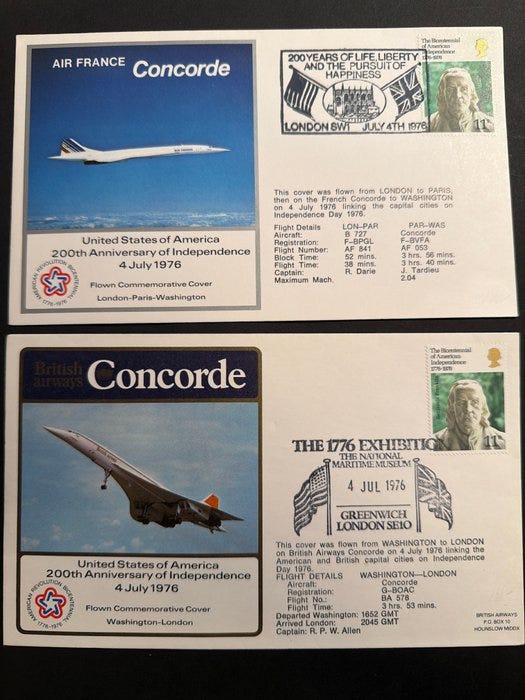 AIR FRANCE Concorde
United States of America
200th Anniversary of Independence
4 July 1976
AMERICAN REVOLUTION BICENTENNIAL 1776-1976
Flown Commemorative Cover
London-Paris-Washington
200 YEARS OF LIFE, LIBERTY
AND THE PURSUIT OF
HAPPINESS
LONDON SW1 JULY 4TH 1976
The Bicentennial
of American
Independence
1776-1976
11p
This cover was flown from LONDON to PARIS,
then on the French Concorde to WASHINGTON
on 4 July 1976 linking the capital cities on
Independence Day 1976.
Flight Details LON-PAR PAR-WAS
Aircraft: B 727 Concorde
Registration: F-BPGL F-BVFA
Flight Number: AF 841 AF 053
Block Time: 52 mins. 3 hrs. 56 mins.
Flight Time: 38 mins. 3 hrs. 40 mins.
Captain: R. Darie J. Tardieu
Maximum Mach. 2.04
British
airways Concorde
United States of America
200th Anniversary of Independence
4 July 1976
AMERICAN REVOLUTION BICENTENNIAL 1776-1976
Flown Commemorative Cover
Washington-London
The Bicentennial
of American
Independence
1776-1976
11p
THE 1776 EXHIBITION
THE NATIONAL
MARITIME MUSEUM
4 JUL 1976
GREENWICH
LONDON SE10
This cover was flown from WASHINGTON to LONDON
on British Airways Concorde on 4 July 1976 linking the
American and British capital cities on Independence
Day 1976.
FLIGHT DETAILS WASHINGTON—LONDON
Aircraft: Concorde
Registration: G-BOAC
Flight No.: BA 578
Flight Time: 3 hrs. 53 mins.
Departed Washington: 1652 GMT
Arrived London: 2045 GMT
Captain: R. P. W. Allen
BRITISH AIRWAYS
P.O. BOX 10
HOUNSLOW MIDDX